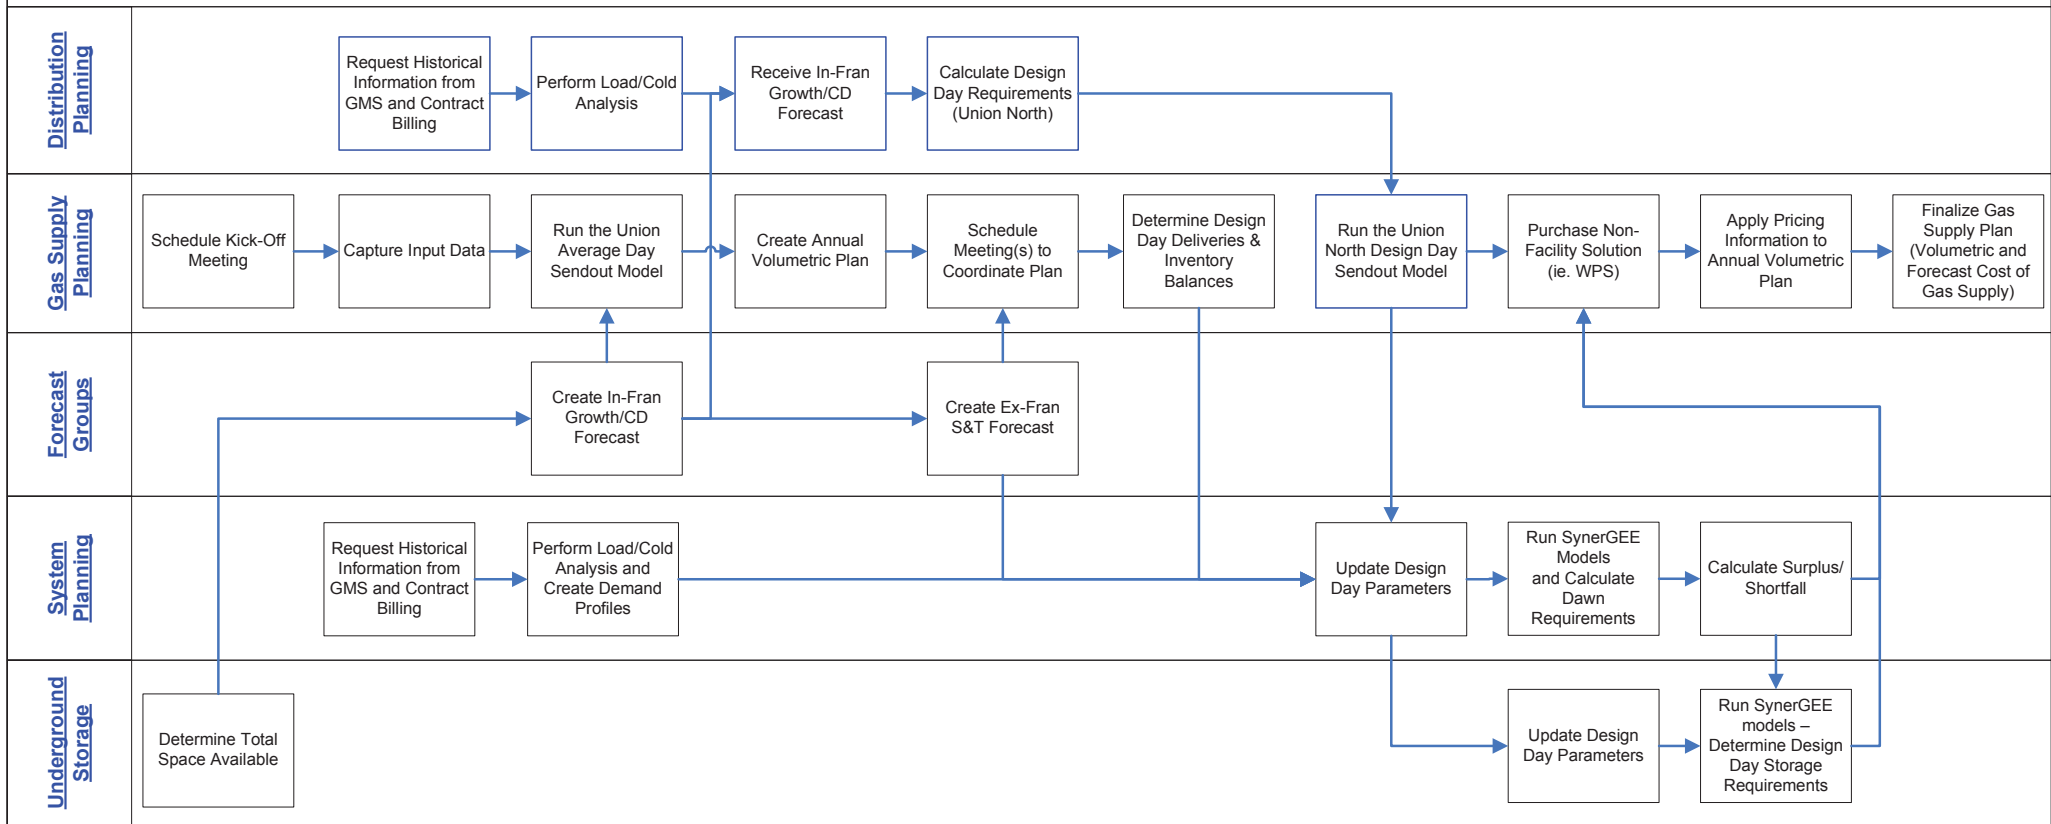 Distribution
Planning
Request Historical
Information from
GMS and Contract
Billing
Perform Load/Cold
Analysis
Receive In-Fran
Growth/CD
Forecast
Calculate Design
Day Requirements
(Union North)
Gas Supply
Planning
Schedule Kick-Off
Meeting
Capture Input Data
Run the Union
Average Day
Sendout Model
Create Annual
Volumetric Plan
Schedule
Meeting(s) to
Coordinate Plan
Determine Design
Day Deliveries &
Inventory
Balances
Run the Union
North Design Day
Sendout Model
Purchase Non-
Facility Solution
(ie. WPS)
Apply Pricing
Information to
Annual Volumetric
Plan
Finalize Gas
Supply Plan
(Volumetric and
Forecast Cost of
Gas Supply)
Forecast
Groups
Create In-Fran
Growth/CD
Forecast
Create Ex-Fran
S&T Forecast
System
Planning
Request Historical
Information from
GMS and Contract
Billing
Perform Load/Cold
Analysis and
Create Demand
Profiles
Update Design
Day Parameters
Run SynerGEE
Models
and Calculate
Dawn
Requirements
Calculate Surplus/
Shortfall
Underground
Storage
Determine Total
Space Available
Update Design
Day Parameters
Run SynerGEE
models –
Determine Design
Day Storage
Requirements